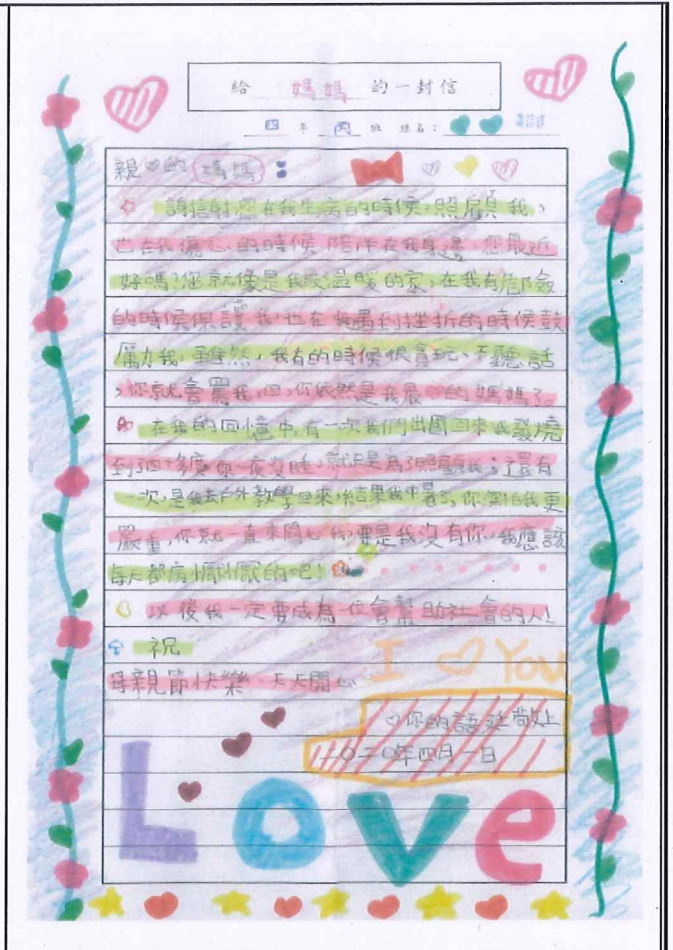 給 媽媽 的一封信
四 年 丙 班 姓名：
親♡的媽媽：
謝謝您在我生病的時候，照顧我，
也在我傷心的時候陪伴在我身邊，您最近
好嗎？您就像是我溫暖的家，在我有危險
的時候保護我，也在我遇到挫折的時候鼓
勵我，雖然，我有的時候很貪玩、不聽話
，你就會罵我，但，你依然是我最♡的媽媽了。
在我的回憶中，有一次我們出國回來我發燒
到了四十多度你一夜沒睡，就只是為了照顧我；還有
一次，是我去戶外教學回來，結果我中暑了，你害怕我更
嚴重，你就一直來關心我，要是我沒有你，我應該
每天都病懨懨的吧！
以後我一定要成為一位會幫助社會的人！
祝
母親節快樂、天天開心
I ♡ You
♡你的語 敬上
一一〇年四月一日
Love